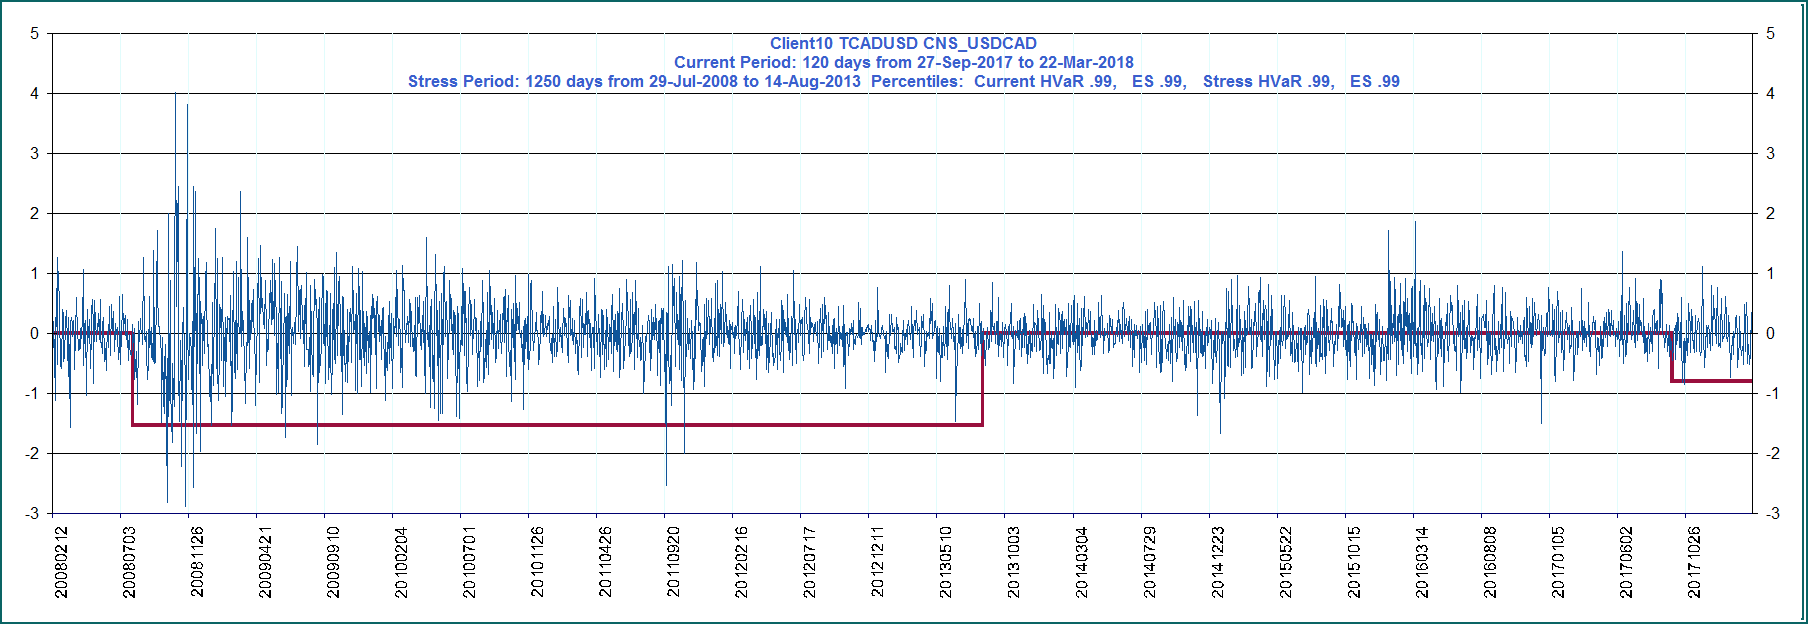 Client10 TCADUSD CNS_USDCAD
Current Period: 120 days from 27-Sep-2017 to 22-Mar-2018
Stress Period: 1250 days from 29-Jul-2008 to 14-Aug-2013  Percentiles:  Current HVaR .99,   ES .99,   Stress HVaR .99,   ES .99
5 5
4 4
3 3
2 2
1 1
0 0
-1 -1
-2 -2
-3 -3
20080212 20080703 20081126 20090421 20090910 20100204 20100701 20101126 20110426 20110920 20120216 20120717 20121211 20130510 20131003 20140304 20140729 20141223 20150522 20151015 20160314 20160808 20170105 20170602 20171026